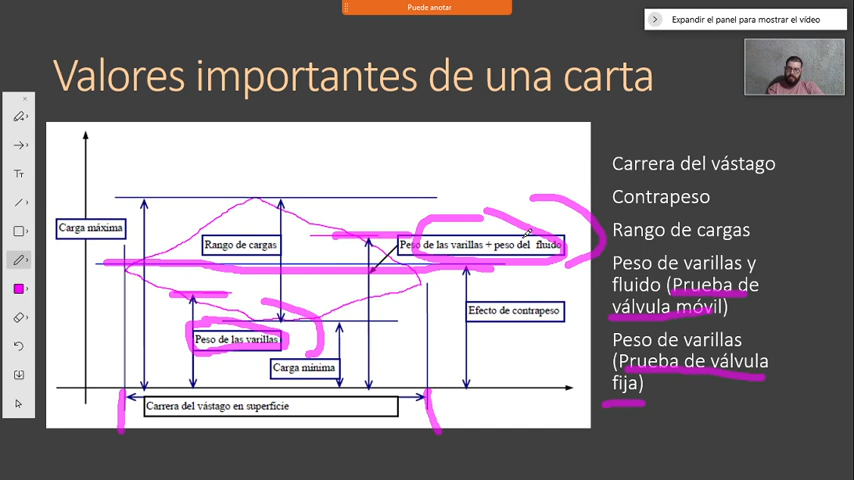 Puede anotar
Expandir el panel para mostrar el vídeo
Valores importantes de una carta
Tт
Carga máxima
Rango de cargas
Peso de las varillas + peso del fluido
Efecto de contrapeso
Peso de las varillas
Carga mínima
Carrera del vástago en superficie
Carrera del vástago
Contrapeso
Rango de cargas
Peso de varillas y
fluido (Prueba de
válvula móvil)
Peso de varillas
(Prueba de válvula
fija)